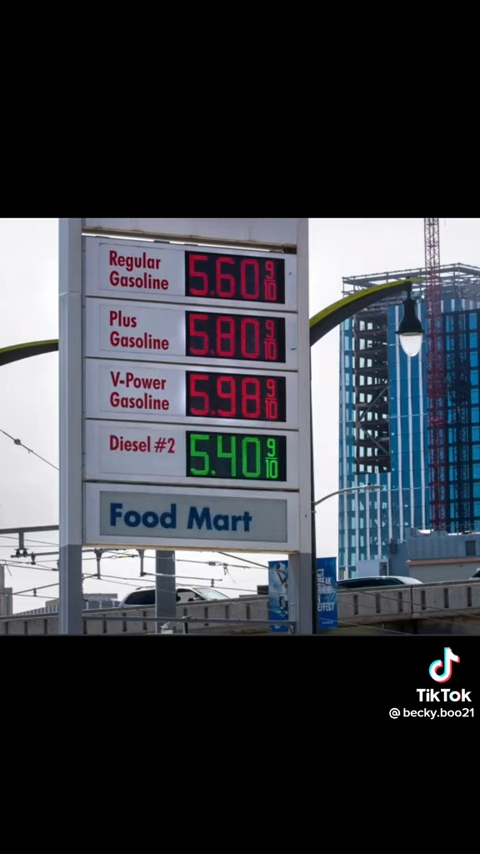 Regular
Gasoline
5.60 9/10
Plus
Gasoline
5.80 9/10
V-Power
Gasoline
5.98 9/10
Diesel #2
5.40 9/10
Food Mart
EFFECT
TikTok
@becky.boo21